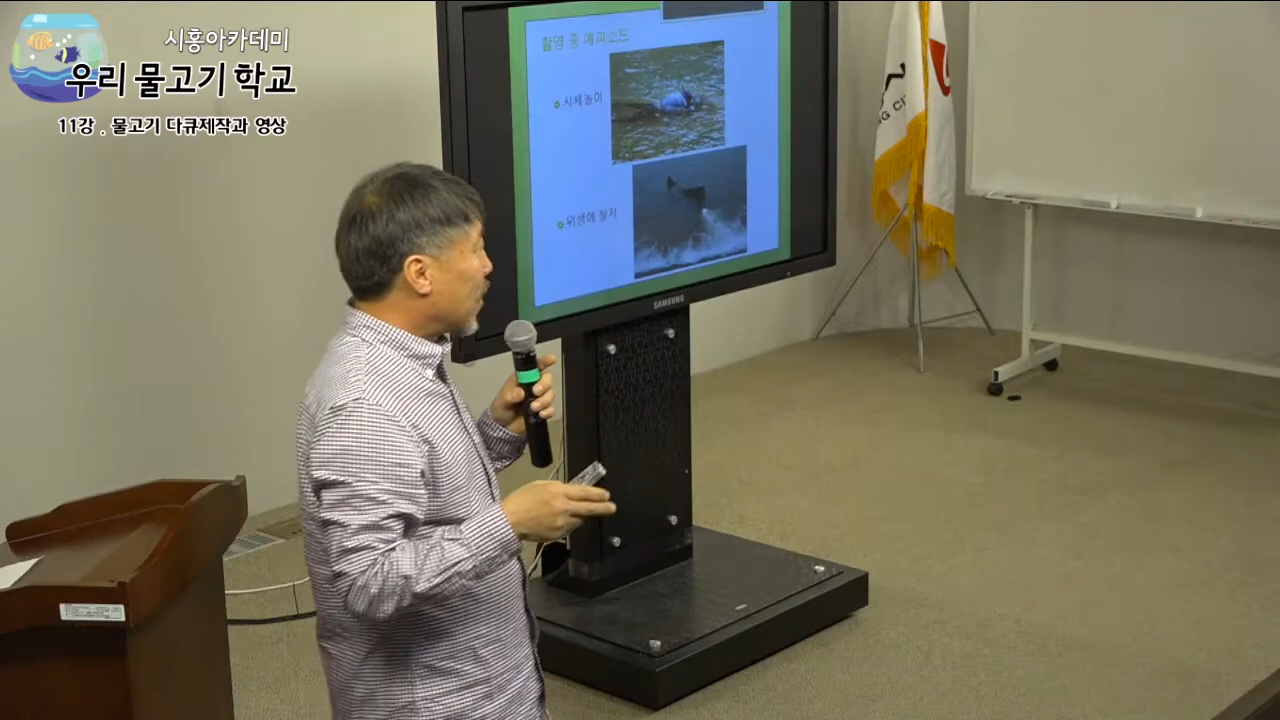 시흥아카데미
우리 물고기 학교
11강 . 물고기 다큐제작과 영상
촬영 중 에피소드
시체놀이
위생에 철저
SAMSUNG
NG CI